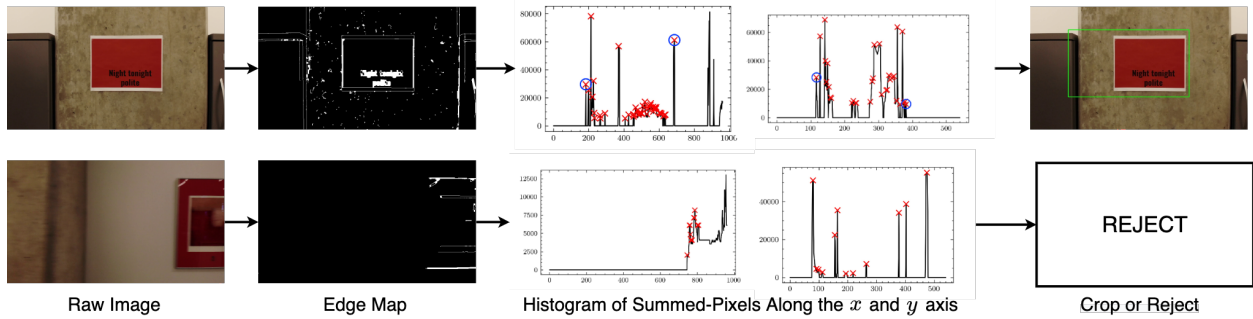 Night tonight
polite
Night tonight
polite
80000
60000
40000
20000
0
0 200 400 600 800 1000
60000
40000
20000
0
0 100 200 300 400 500
Night tonight
polite
12500
10000
7500
5000
2500
0
0 200 400 600 800
40000
20000
0
0 100 200 300 400 500
REJECT
Raw Image
Edge Map
Histogram of Summed-Pixels Along the x and y axis
Crop or Reject